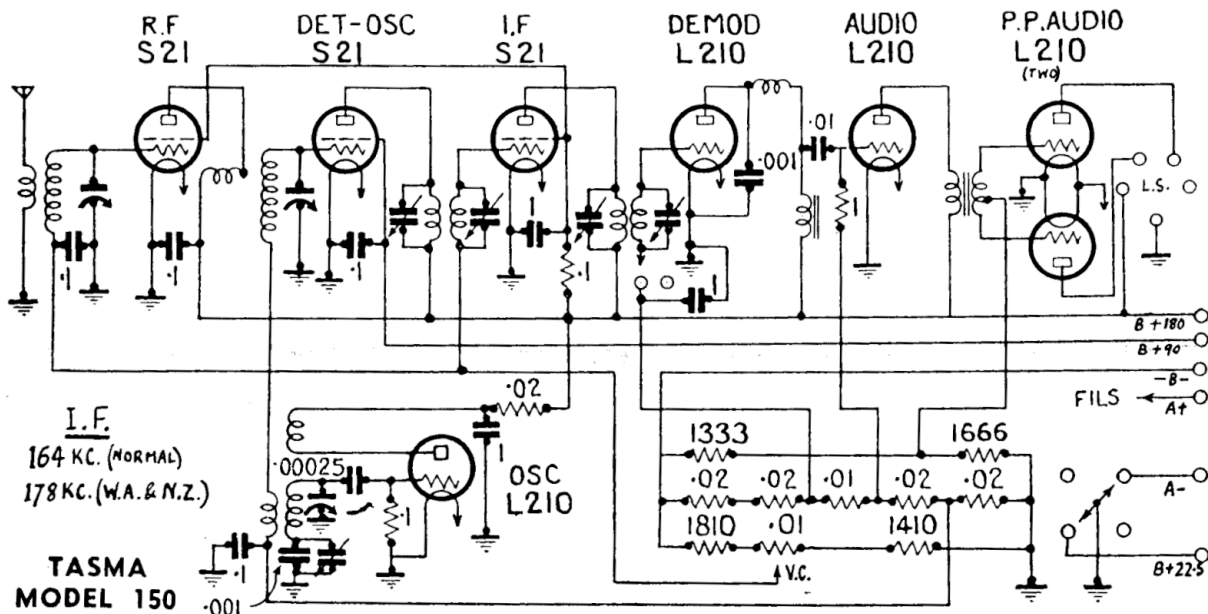 R.F
S21
DET-OSC
S21
I.F
S21
DEMOD
L210
AUDIO
L210
P.P. AUDIO
L210
(TWO)
.01
.001
L.S.
.1
.1
.1
.1
.1
.1
.1
B+180
B+90
-B-
FILS
A+
.02
.1
I.F.
164 KC. (NORMAL)
178 KC. (W.A. & N.Z.)
.00025
.1
OSC
L210
1333
1666
.02
.02
.01
.02
.02
1810
.01
1410
V.C.
A-
B+22.5
.1
.001
TASMA
MODEL 150